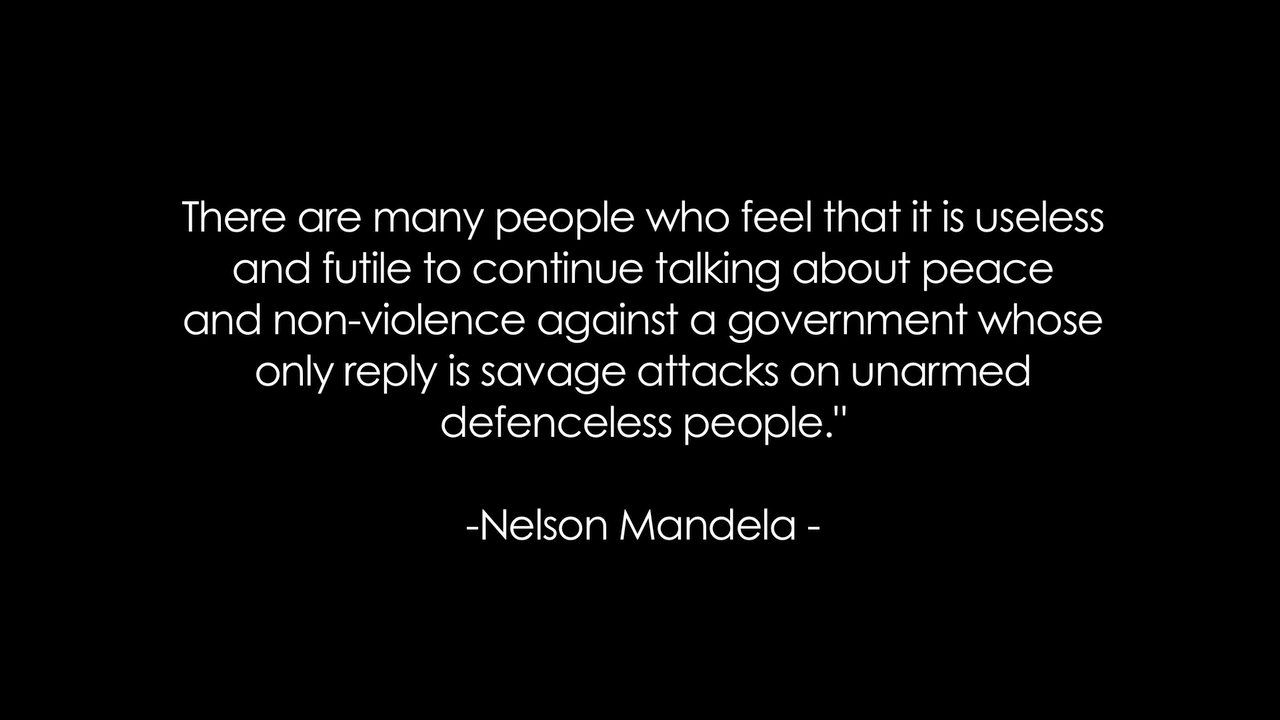 There are many people who feel that it is useless
and futile to continue talking about peace
and non-violence against a government whose
only reply is savage attacks on unarmed
defenceless people."
-Nelson Mandela -